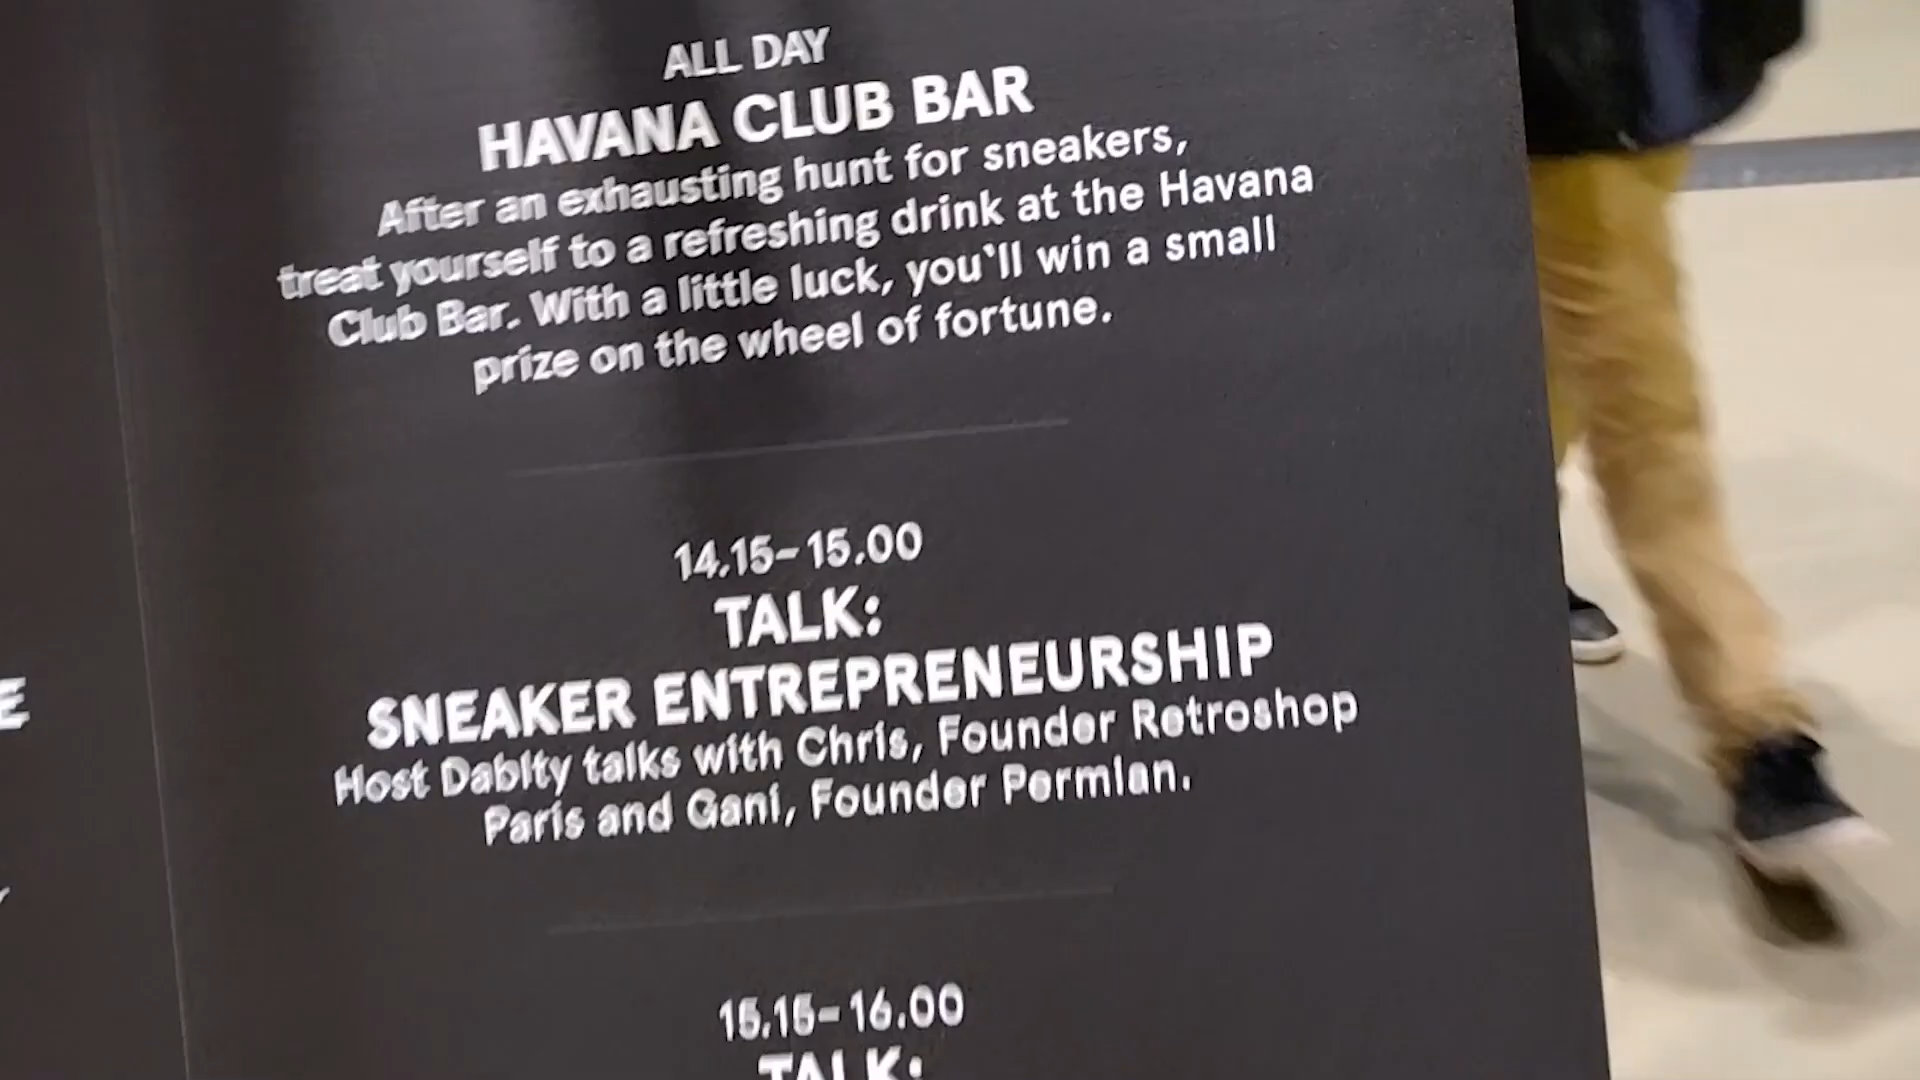 ALL DAY
HAVANA CLUB BAR
After an exhausting hunt for sneakers,
treat yourself to a refreshing drink at the Havana
Club Bar. With a little luck, you'll win a small
prize on the wheel of fortune.
14.15-15.00
TALK:
SNEAKER ENTREPRENEURSHIP
Host Dablty talks with Chris, Founder Retroshop
Paris and Gani, Founder Permian.
15.15-16.00
TALK: